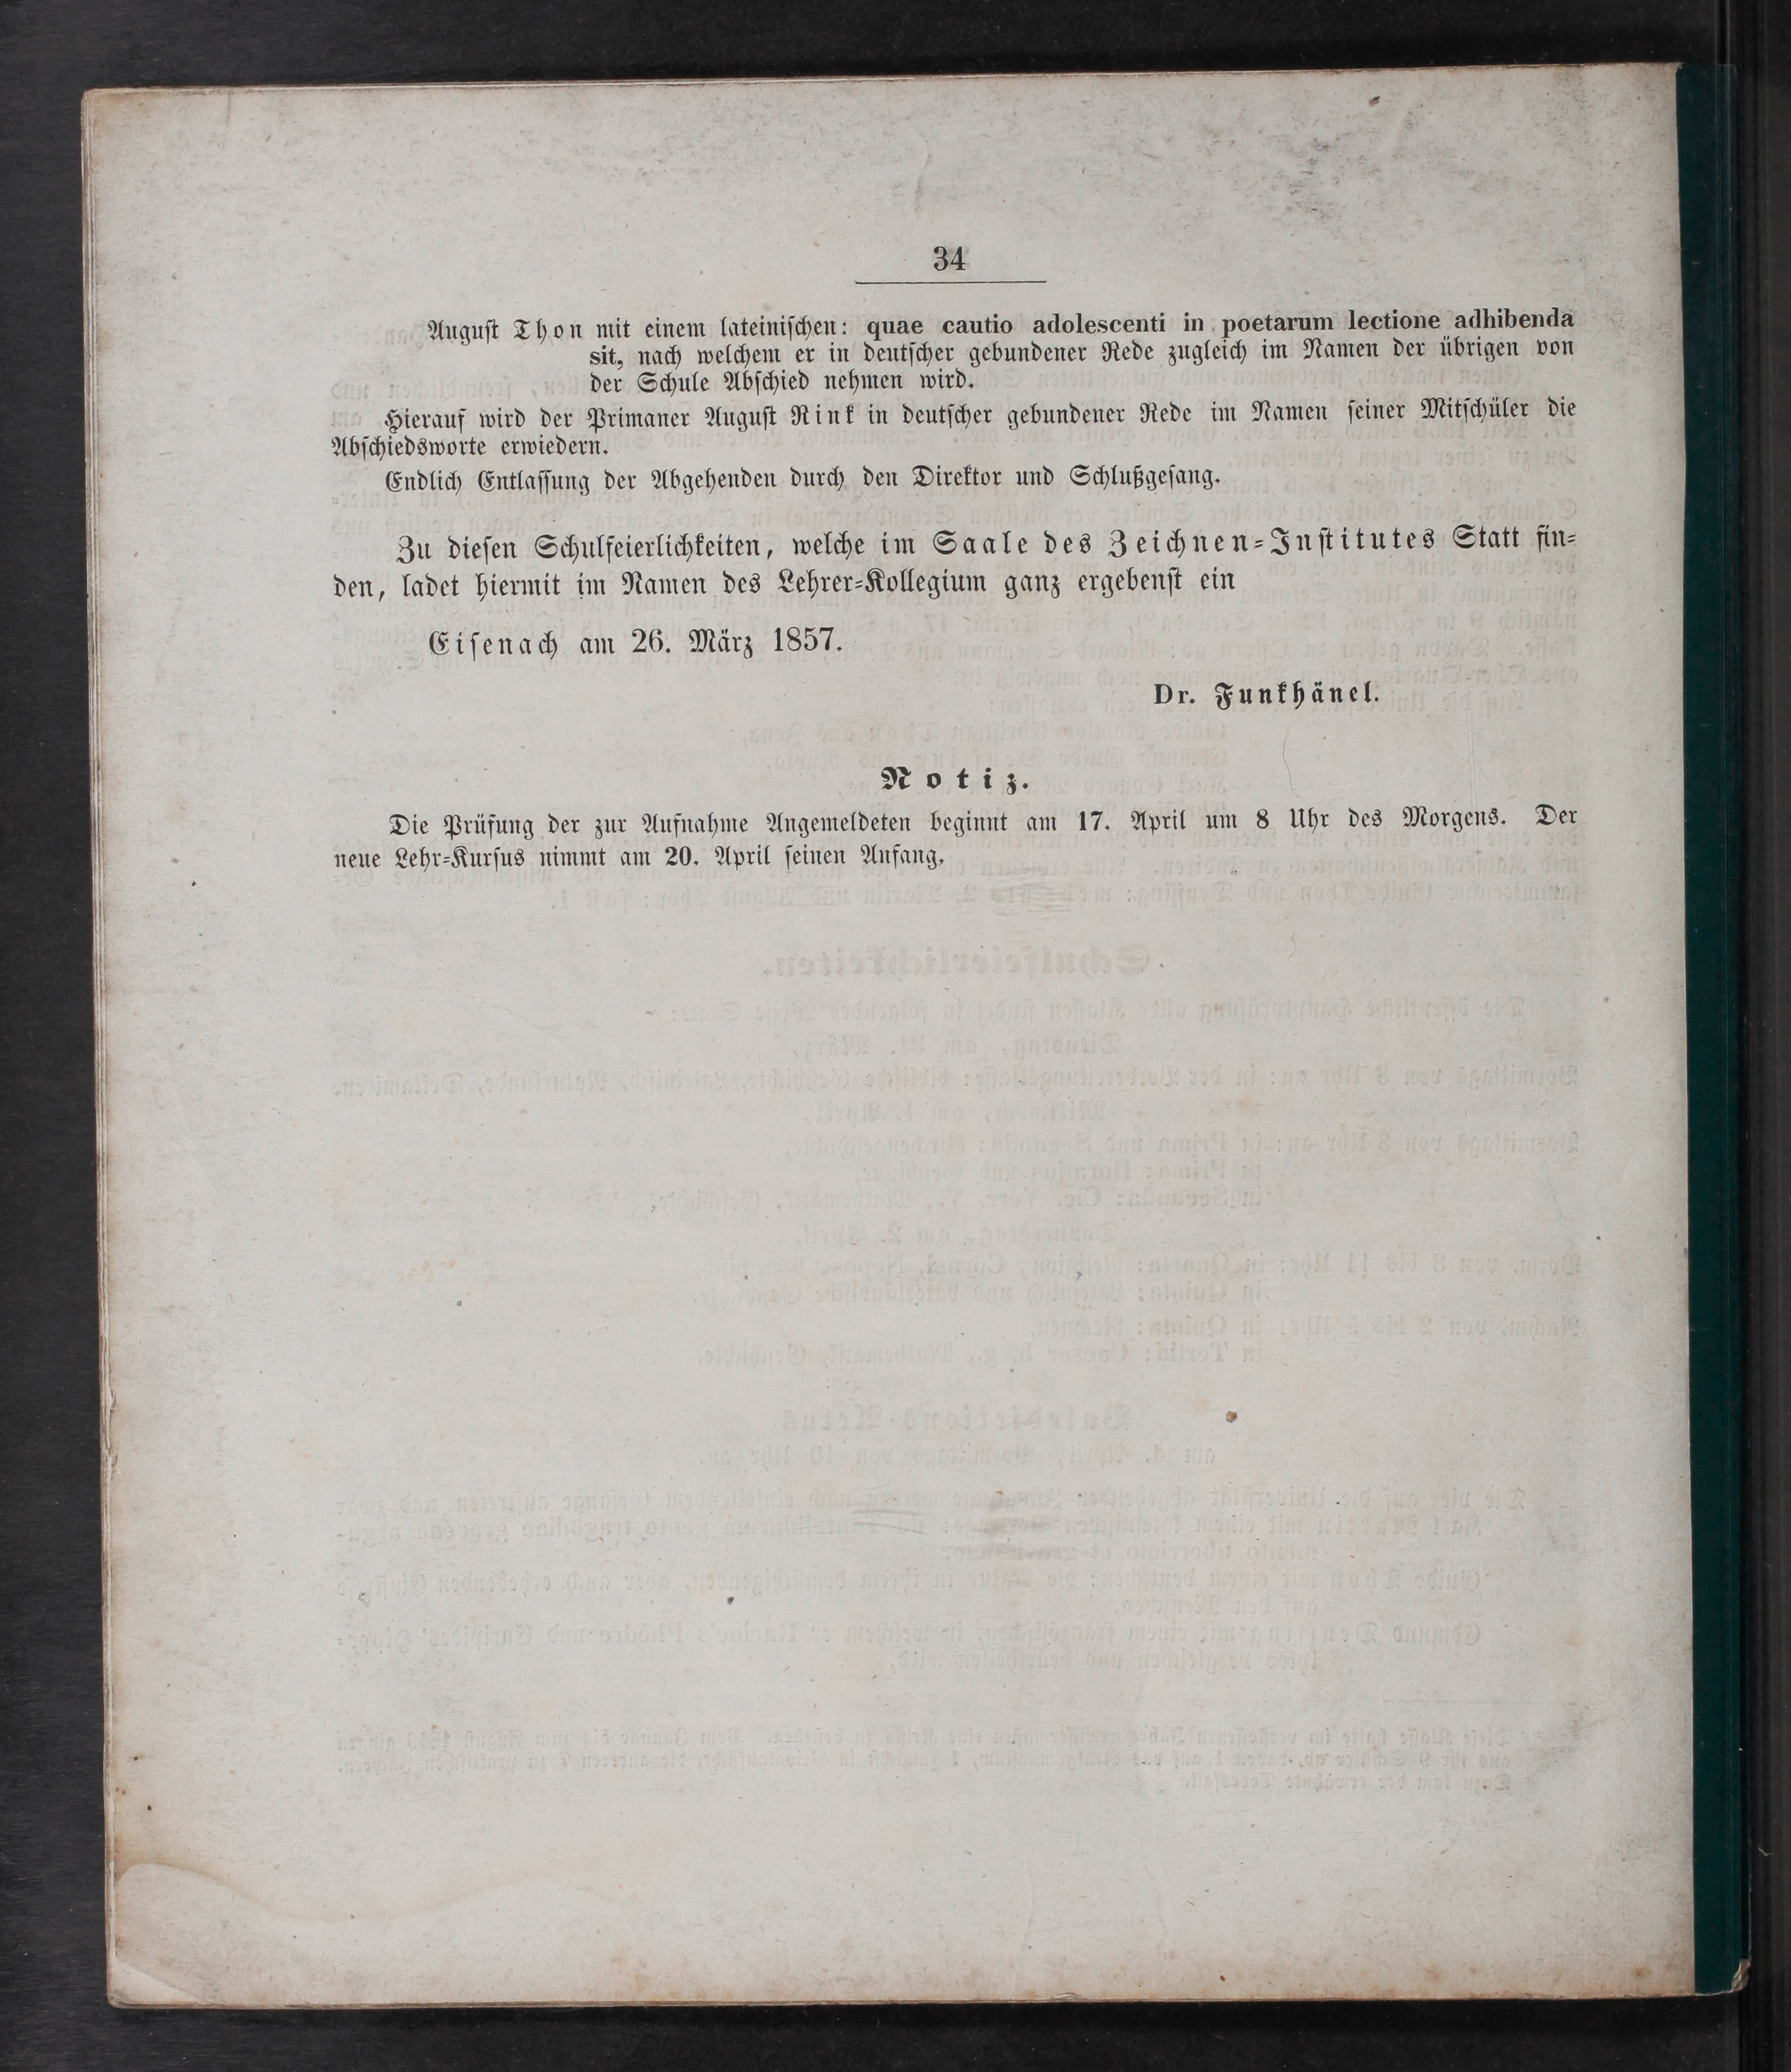 34
August Thon mit einem lateinischen: quae cautio adolescenti in poetarum lectione adhibenda
sit, nach welchem er in deutscher gebundener Rede zugleich im Namen der übrigen von
der Schule Abschied nehmen wird.
Hierauf wird der Primaner August Rink in deutscher gebundener Rede im Namen seiner Mitschüler die
Abschiedsworte erwiedern.
Endlich Entlassung der Abgehenden durch den Direktor und Schlußgesang.
Zu diesen Schulfeierlichkeiten, welche im Saale des Zeichnen-Institutes Statt fin-
den, ladet hiermit im Namen des Lehrer-Kollegium ganz ergebenst ein
Eisenach am 26. März 1857.
Dr. Funkhänel.
Notiz.
Die Prüfung der zur Aufnahme Angemeldeten beginnt am 17. April um 8 Uhr des Morgens. Der
neue Lehr-Kursus nimmt am 20. April seinen Anfang.